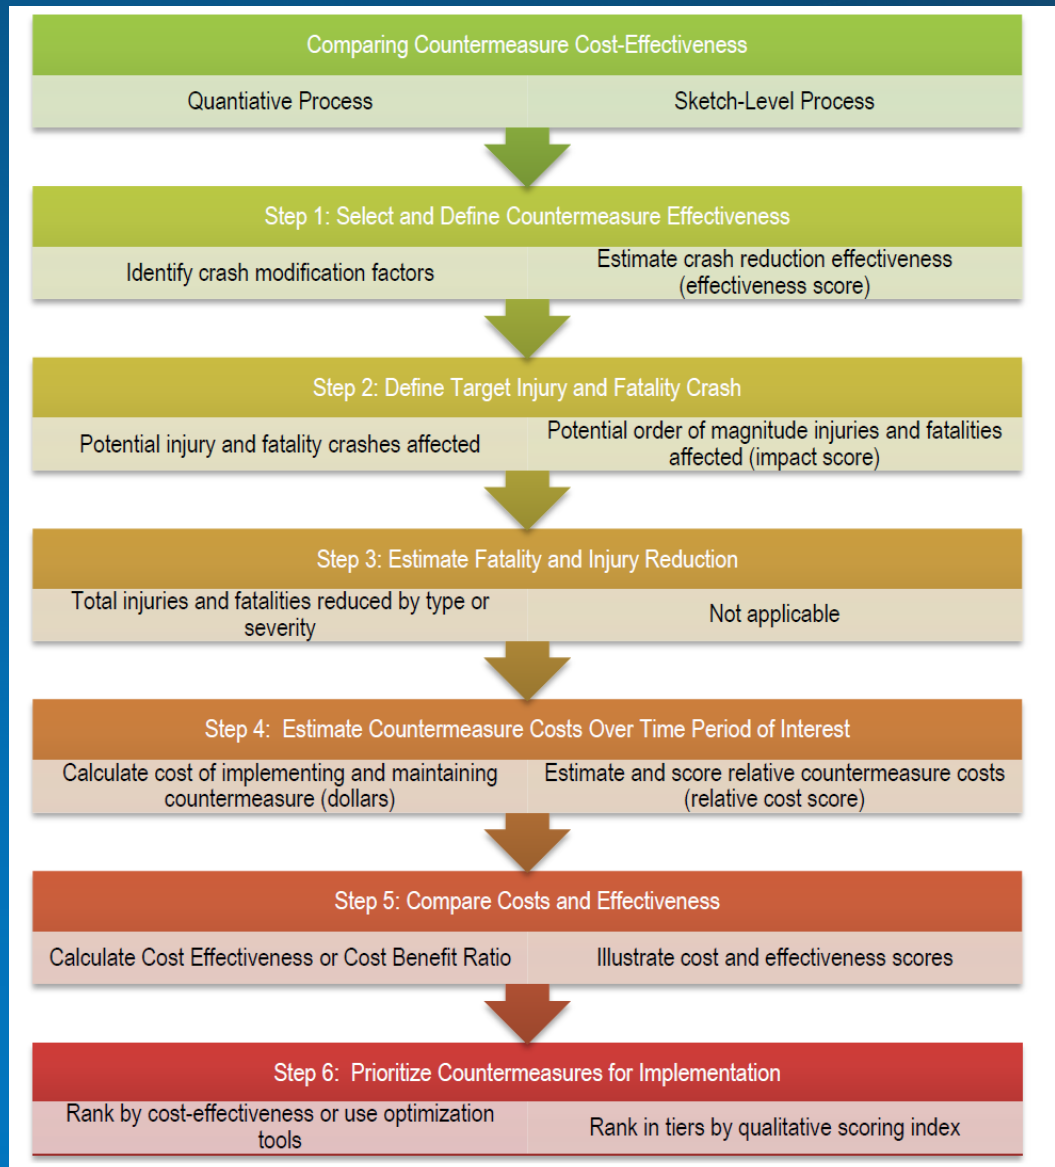 Comparing Countermeasure Cost-Effectiveness
Quantiative Process
Sketch-Level Process
Step 1: Select and Define Countermeasure Effectiveness
Identify crash modification factors
Estimate crash reduction effectiveness
(effectiveness score)
Step 2: Define Target Injury and Fatality Crash
Potential injury and fatality crashes affected
Potential order of magnitude injuries and fatalities
affected (impact score)
Step 3: Estimate Fatality and Injury Reduction
Total injuries and fatalities reduced by type or
severity
Not applicable
Step 4:  Estimate Countermeasure Costs Over Time Period of Interest
Calculate cost of implementing and maintaining
countermeasure (dollars)
Estimate and score relative countermeasure costs
(relative cost score)
Step 5: Compare Costs and Effectiveness
Calculate Cost Effectiveness or Cost Benefit Ratio
Illustrate cost and effectiveness scores
Step 6:  Prioritize Countermeasures for Implementation
Rank by cost-effectiveness or use optimization
tools
Rank in tiers by qualitative scoring index